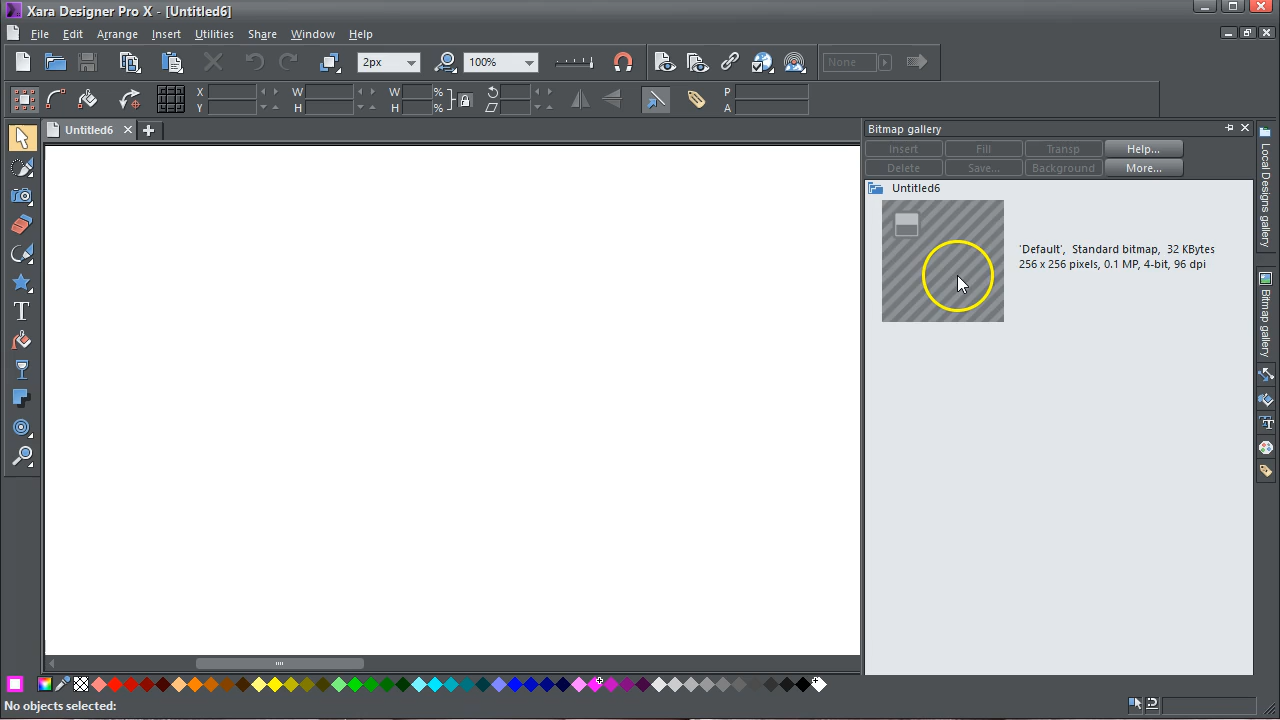 Xara Designer Pro X - [Untitled6]
File Edit Arrange Insert Utilities Share Window Help
2px 100% None
X W W % P
Y H H % A
Untitled6
Bitmap gallery
Insert Fill Transp Help...
Delete Save... Background More...
Untitled6
'Default', Standard bitmap, 32 KBytes
256 x 256 pixels, 0.1 MP, 4-bit, 96 dpi
Local Designs gallery
Bitmap gallery
No objects selected: